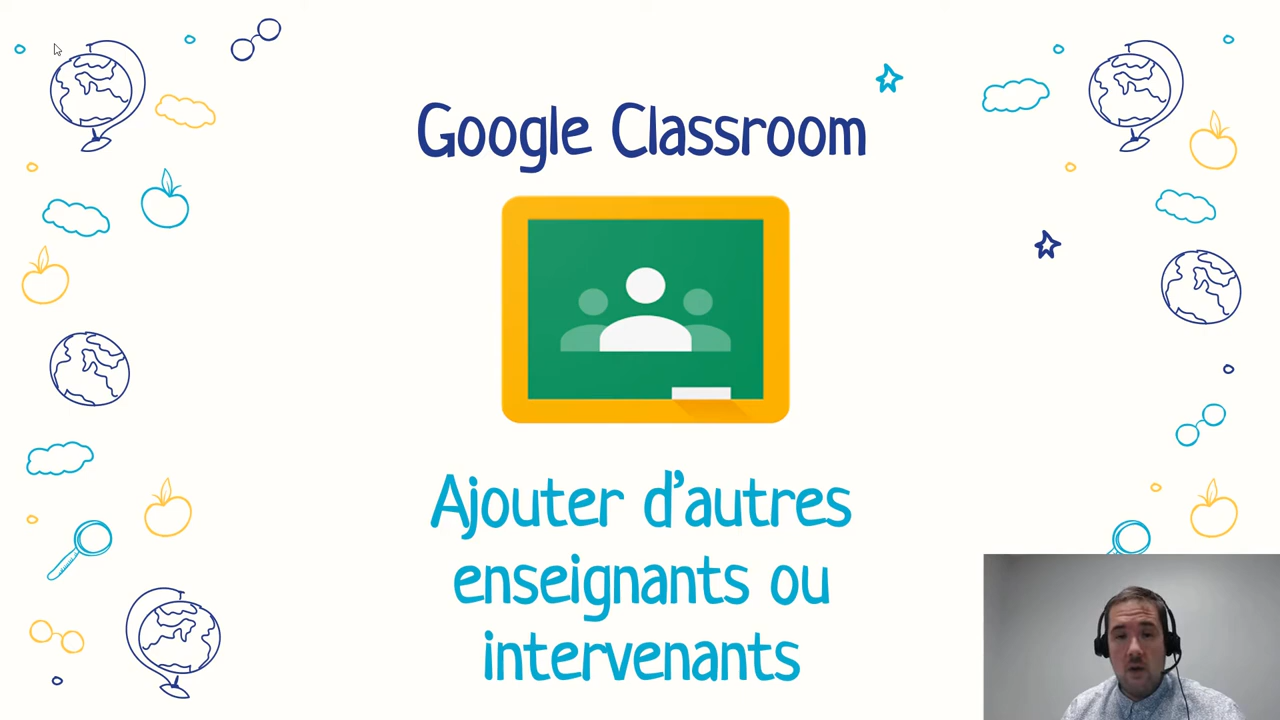 Google Classroom
Ajouter d'autres
enseignants ou
intervenants